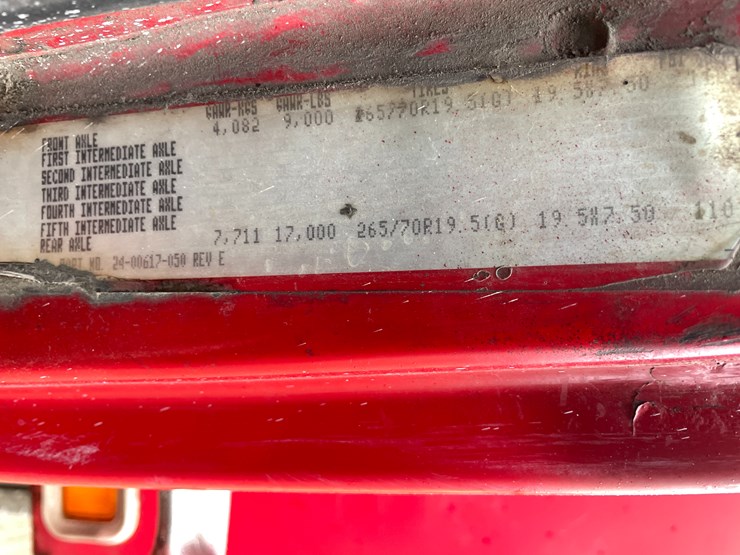 GAWR-KGS GAWR-LBS TIRES RIMS
FRONT AXLE 4,082 9,000 265/70R19.5(G) 19.5X7.50
FIRST INTERMEDIATE AXLE
SECOND INTERMEDIATE AXLE
THIRD INTERMEDIATE AXLE
FOURTH INTERMEDIATE AXLE
FIFTH INTERMEDIATE AXLE
REAR AXLE 7,711 17,000 265/70R19.5(G) 19.5X7.50 110
PART NO. 24-00617-050 REV E